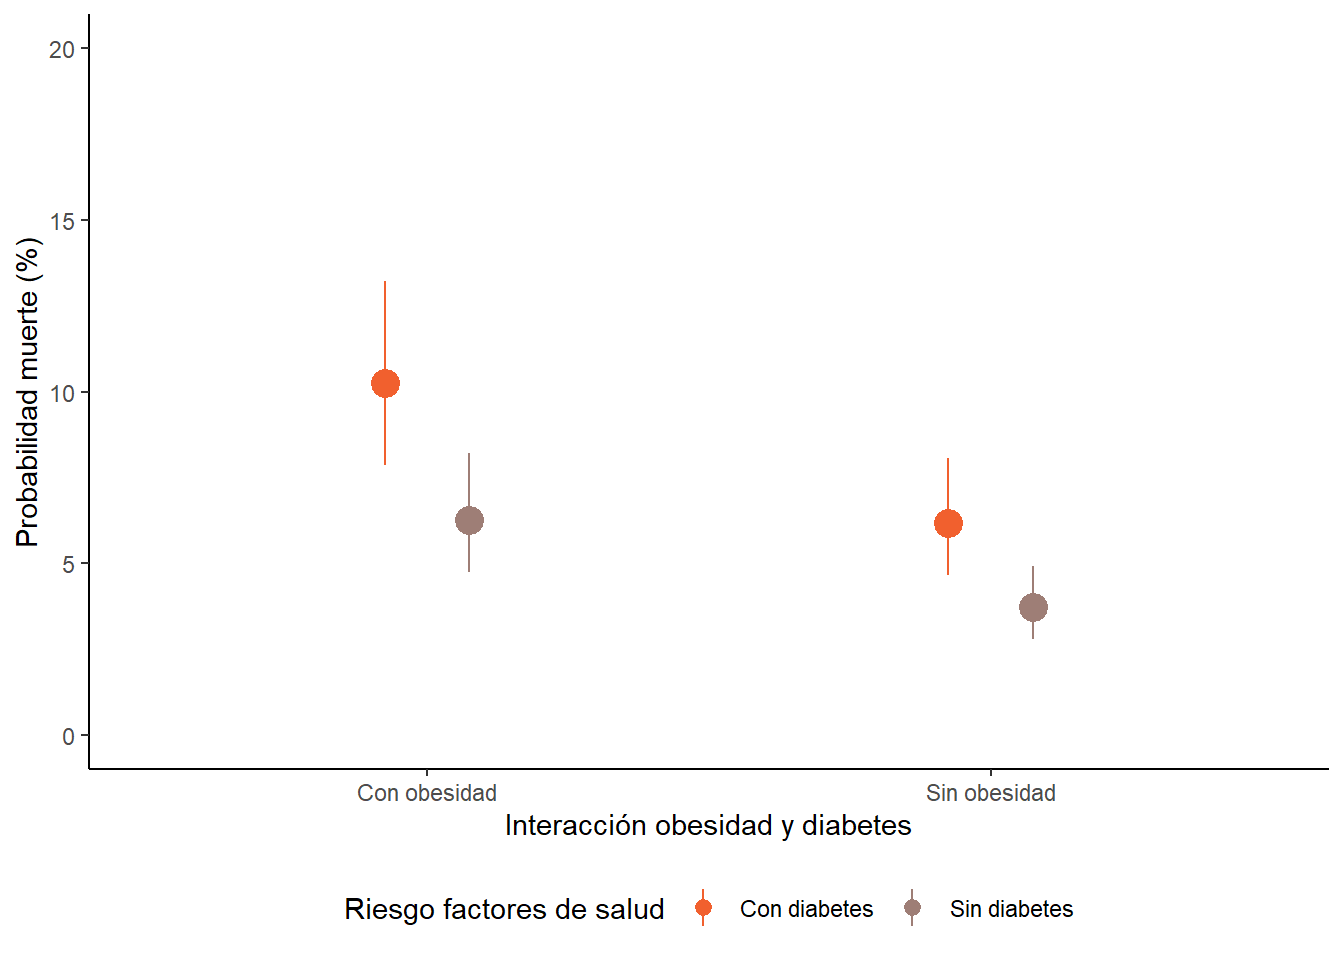 Probabilidad muerte (%)
20
15
10
5
0
Con obesidad
Sin obesidad
Interacción obesidad y diabetes
Riesgo factores de salud
Con diabetes
Sin diabetes